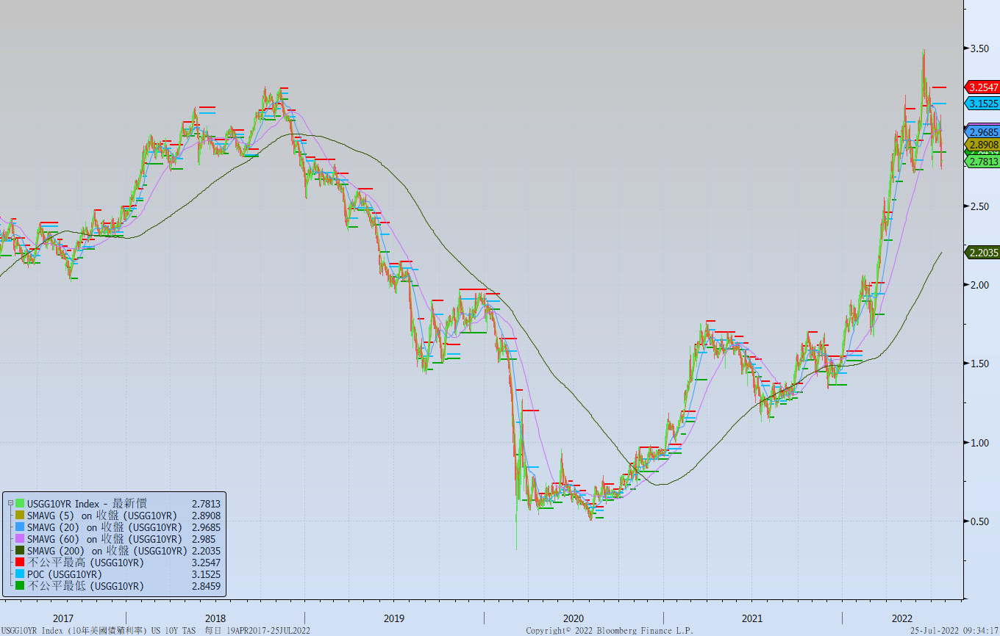 3.50
3.2547
3.1525
2.9685
2.8908
2.8459
2.7813
2.50
2.2035
2.00
1.50
1.00
0.50
USGG10YR Index - 最新價 2.7813
SMAVG (5) on 收盤 (USGG10YR) 2.8908
SMAVG (20) on 收盤 (USGG10YR) 2.9685
SMAVG (60) on 收盤 (USGG10YR) 2.985
SMAVG (200) on 收盤 (USGG10YR) 2.2035
不公平最高 (USGG10YR) 3.2547
POC (USGG10YR) 3.1525
不公平最低 (USGG10YR) 2.8459
2017 2018 2019 2020 2021 2022
USGG10YR Index (10年美國債殖利率) US 10Y TAS 每日 19APR2017-25JUL2022 Copyright© 2022 Bloomberg Finance L.P. 25-Jul-2022 09:34:17